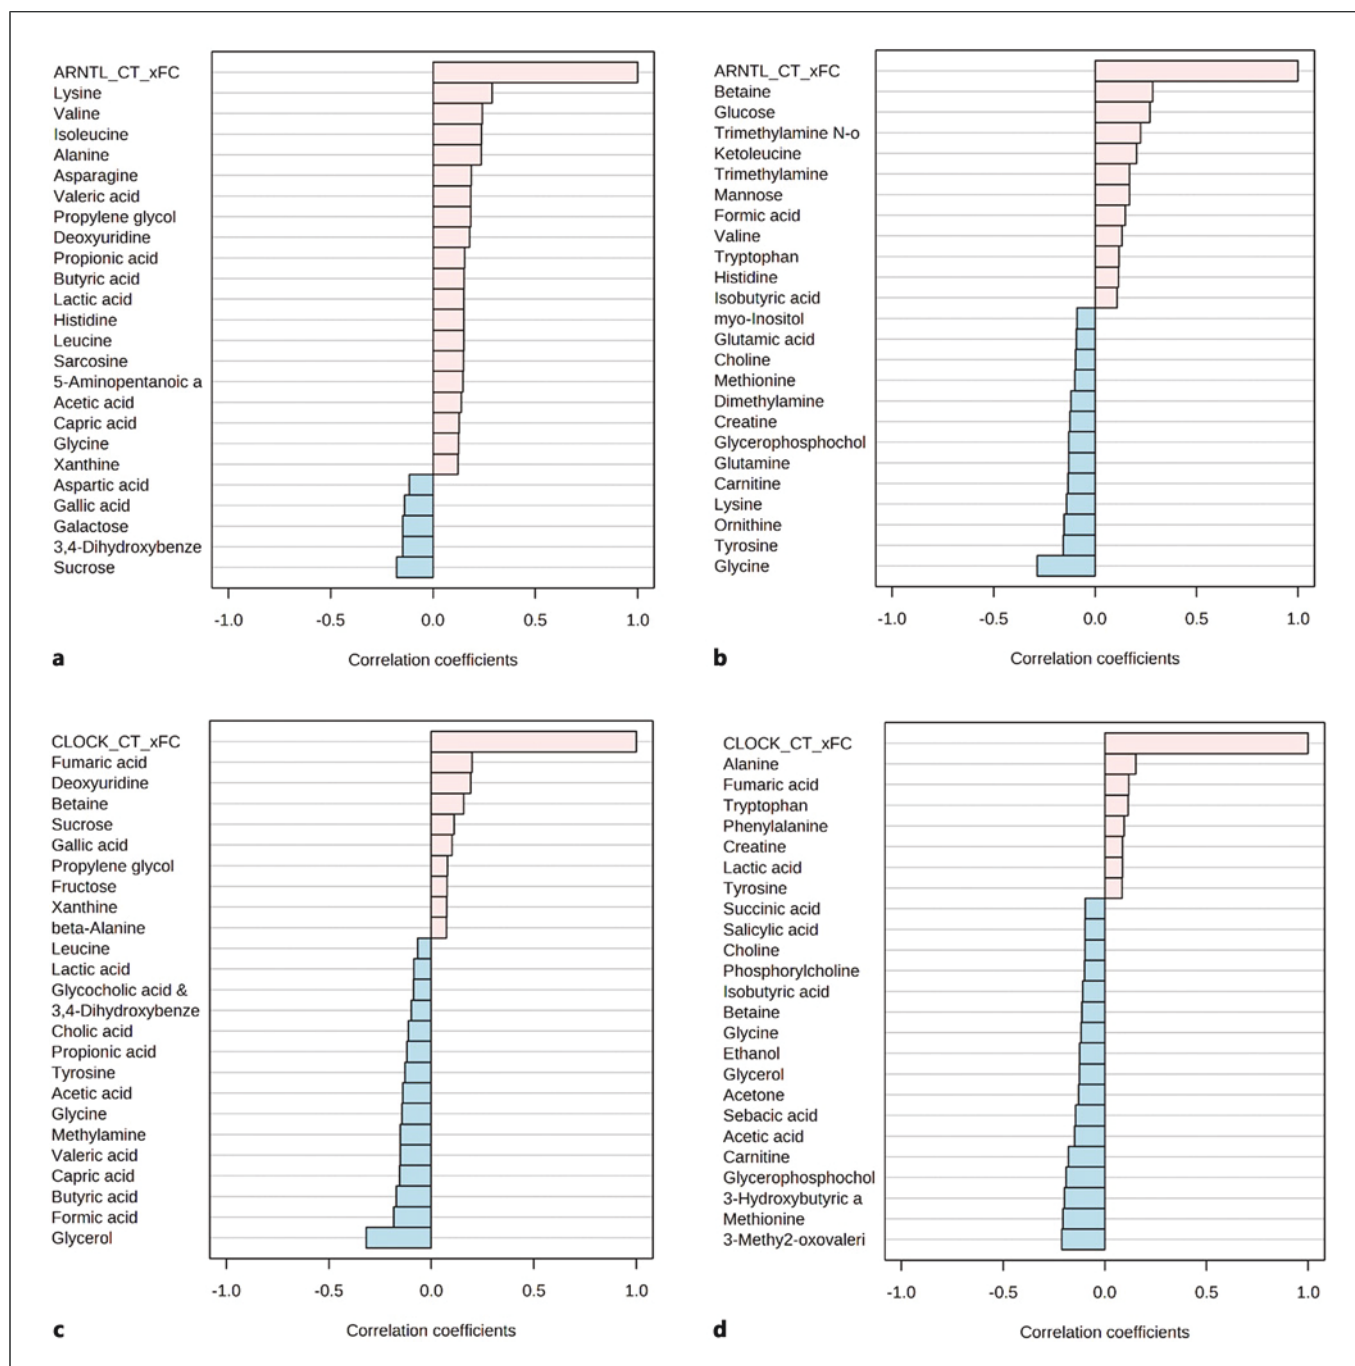 ARNTL_CT_xFC
Lysine
Valine
Isoleucine
Alanine
Asparagine
Valeric acid
Propylene glycol
Deoxyuridine
Propionic acid
Butyric acid
Lactic acid
Histidine
Leucine
Sarcosine
5-Aminopentanoic a
Acetic acid
Capric acid
Glycine
Xanthine
Aspartic acid
Gallic acid
Galactose
3,4-Dihydroxybenze
Sucrose
-1.0 -0.5 0.0 0.5 1.0
a Correlation coefficients
ARNTL_CT_xFC
Betaine
Glucose
Trimethylamine N-o
Ketoleucine
Trimethylamine
Mannose
Formic acid
Valine
Tryptophan
Histidine
Isobutyric acid
myo-Inositol
Glutamic acid
Choline
Methionine
Dimethylamine
Creatine
Glycerophosphochol
Glutamine
Carnitine
Lysine
Ornithine
Tyrosine
Glycine
-1.0 -0.5 0.0 0.5 1.0
b Correlation coefficients
CLOCK_CT_xFC
Fumaric acid
Deoxyuridine
Betaine
Sucrose
Gallic acid
Propylene glycol
Fructose
Xanthine
beta-Alanine
Leucine
Lactic acid
Glycocholic acid &
3,4-Dihydroxybenze
Cholic acid
Propionic acid
Tyrosine
Acetic acid
Glycine
Methylamine
Valeric acid
Capric acid
Butyric acid
Formic acid
Glycerol
-1.0 -0.5 0.0 0.5 1.0
c Correlation coefficients
CLOCK_CT_xFC
Alanine
Fumaric acid
Tryptophan
Phenylalanine
Creatine
Lactic acid
Tyrosine
Succinic acid
Salicylic acid
Choline
Phosphorylcholine
Isobutyric acid
Betaine
Glycine
Ethanol
Glycerol
Acetone
Sebacic acid
Acetic acid
Carnitine
Glycerophosphochol
3-Hydroxybutyric a
Methionine
3-Methy2-oxovaleri
-1.0 -0.5 0.0 0.5 1.0
d Correlation coefficients